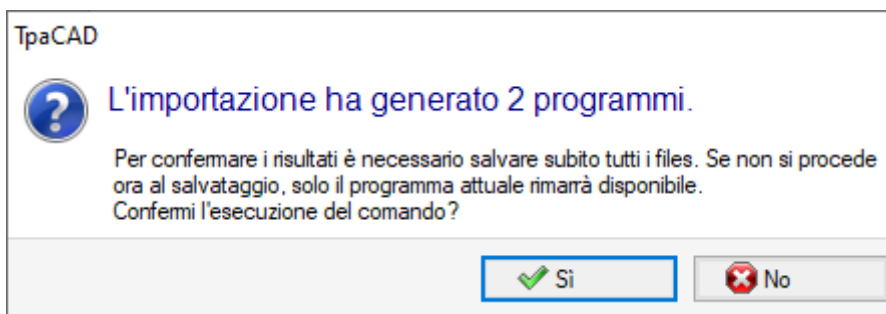 TpaCAD
L'importazione ha generato 2 programmi.
Per confermare i risultati è necessario salvare subito tutti i files. Se non si procede
ora al salvataggio, solo il programma attuale rimarrà disponibile.
Confermi l'esecuzione del comando?
Sì
No